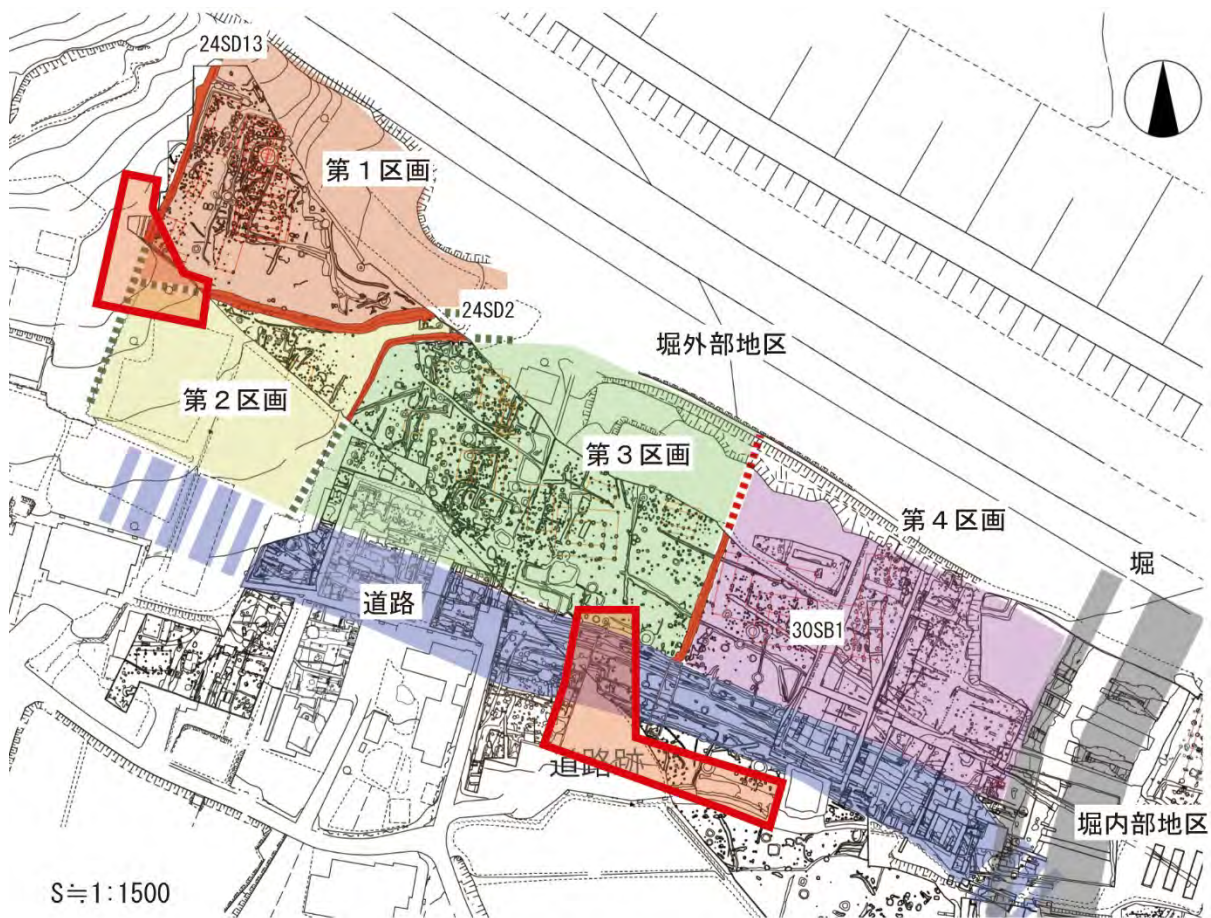 24SD13
第1区画
24SD2
堀外部地区
第2区画
第3区画
第4区画
堀
道路
30SB1
道路跡
堀内部地区
S≒1:1500